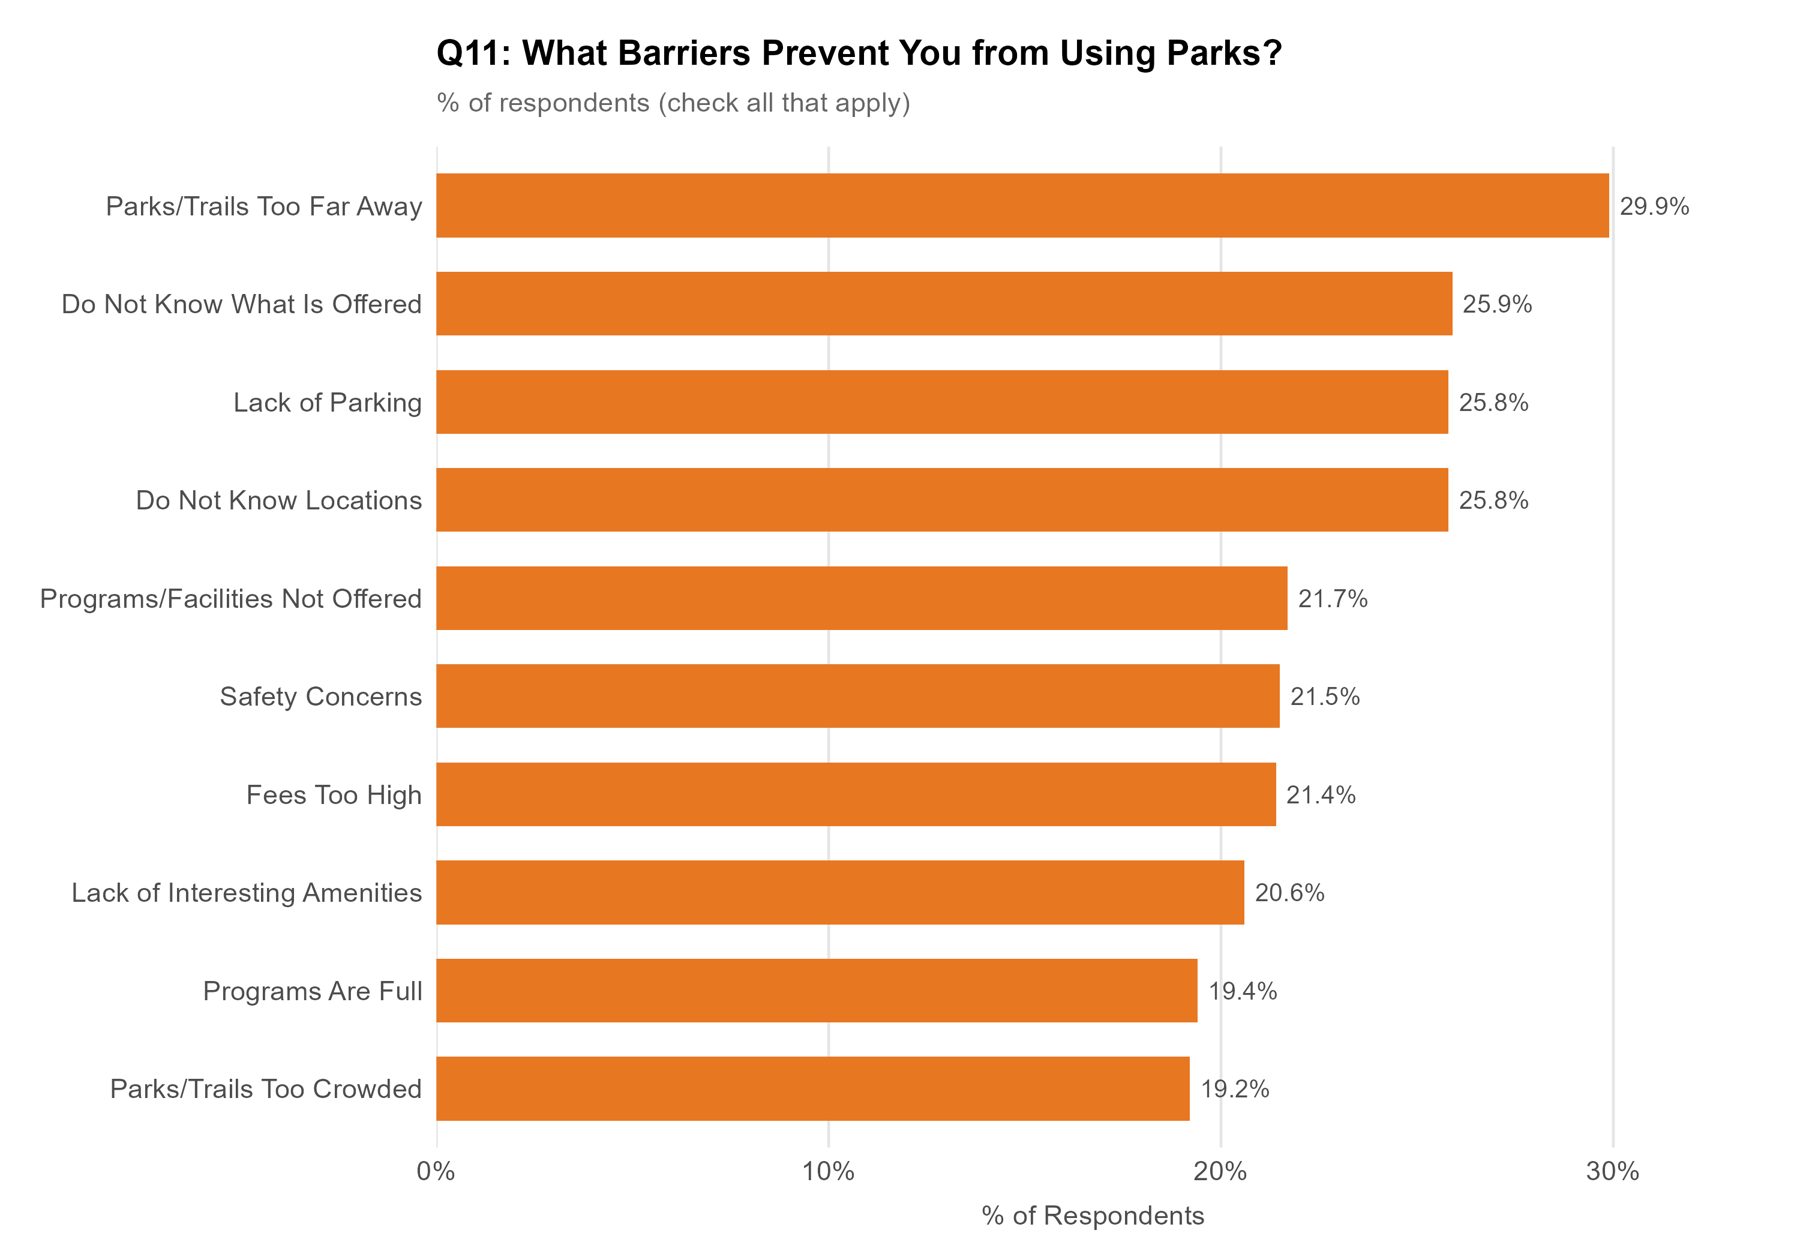 Q11: What Barriers Prevent You from Using Parks?
% of respondents (check all that apply)
Parks/Trails Too Far Away 29.9%
Do Not Know What Is Offered 25.9%
Lack of Parking 25.8%
Do Not Know Locations 25.8%
Programs/Facilities Not Offered 21.7%
Safety Concerns 21.5%
Fees Too High 21.4%
Lack of Interesting Amenities 20.6%
Programs Are Full 19.4%
Parks/Trails Too Crowded 19.2%
0% 10% 20% 30%
% of Respondents